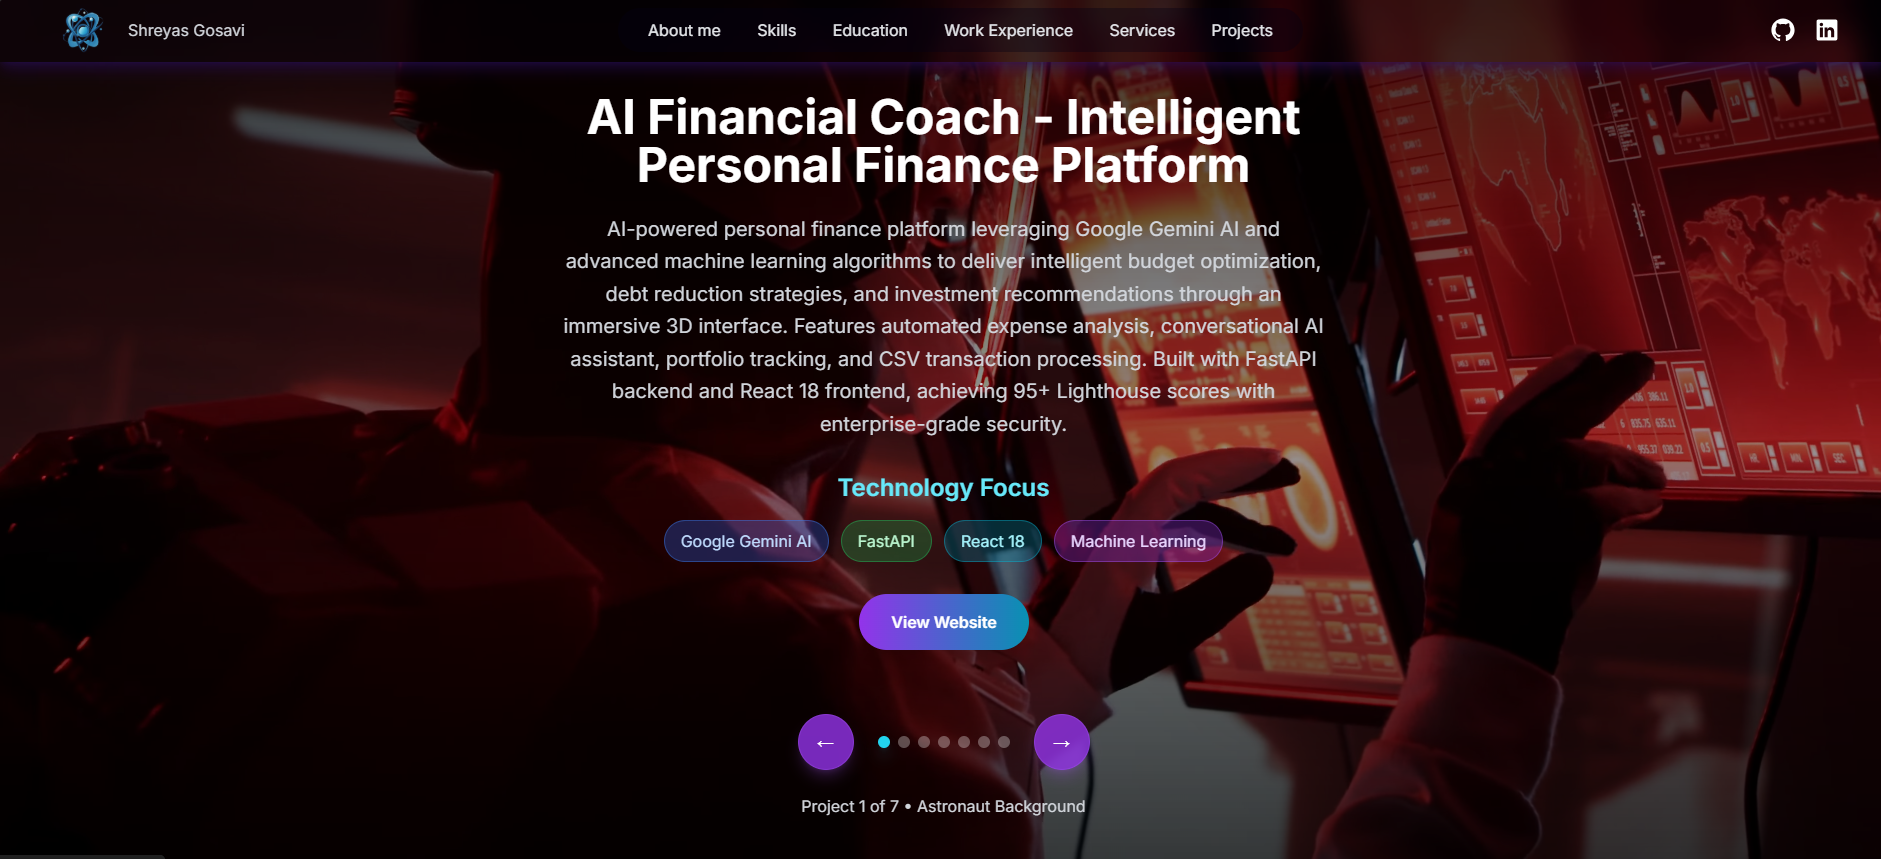 Shreyas Gosavi
About me Skills Education Work Experience Services Projects
AI Financial Coach - Intelligent
Personal Finance Platform
AI-powered personal finance platform leveraging Google Gemini AI and
advanced machine learning algorithms to deliver intelligent budget optimization,
debt reduction strategies, and investment recommendations through an
immersive 3D interface. Features automated expense analysis, conversational AI
assistant, portfolio tracking, and CSV transaction processing. Built with FastAPI
backend and React 18 frontend, achieving 95+ Lighthouse scores with
enterprise-grade security.
Technology Focus
Google Gemini AI FastAPI React 18 Machine Learning
View Website
← →
Project 1 of 7 • Astronaut Background